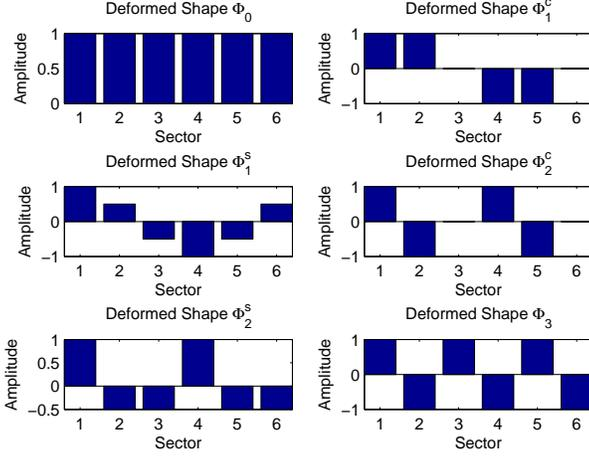 Deformed Shape Φ0
Deformed Shape Φ1c
1
0.5
0
Amplitude
1 2 3 4 5 6
Sector
1
0
−1
Amplitude
1 2 3 4 5 6
Sector
Deformed Shape Φ1s
Deformed Shape Φ2c
1
0
−1
Amplitude
1 2 3 4 5 6
Sector
1
0
−1
Amplitude
1 2 3 4 5 6
Sector
Deformed Shape Φ2s
Deformed Shape Φ3
1
0.5
0
−0.5
Amplitude
1 2 3 4 5 6
Sector
1
0
−1
Amplitude
1 2 3 4 5 6
Sector